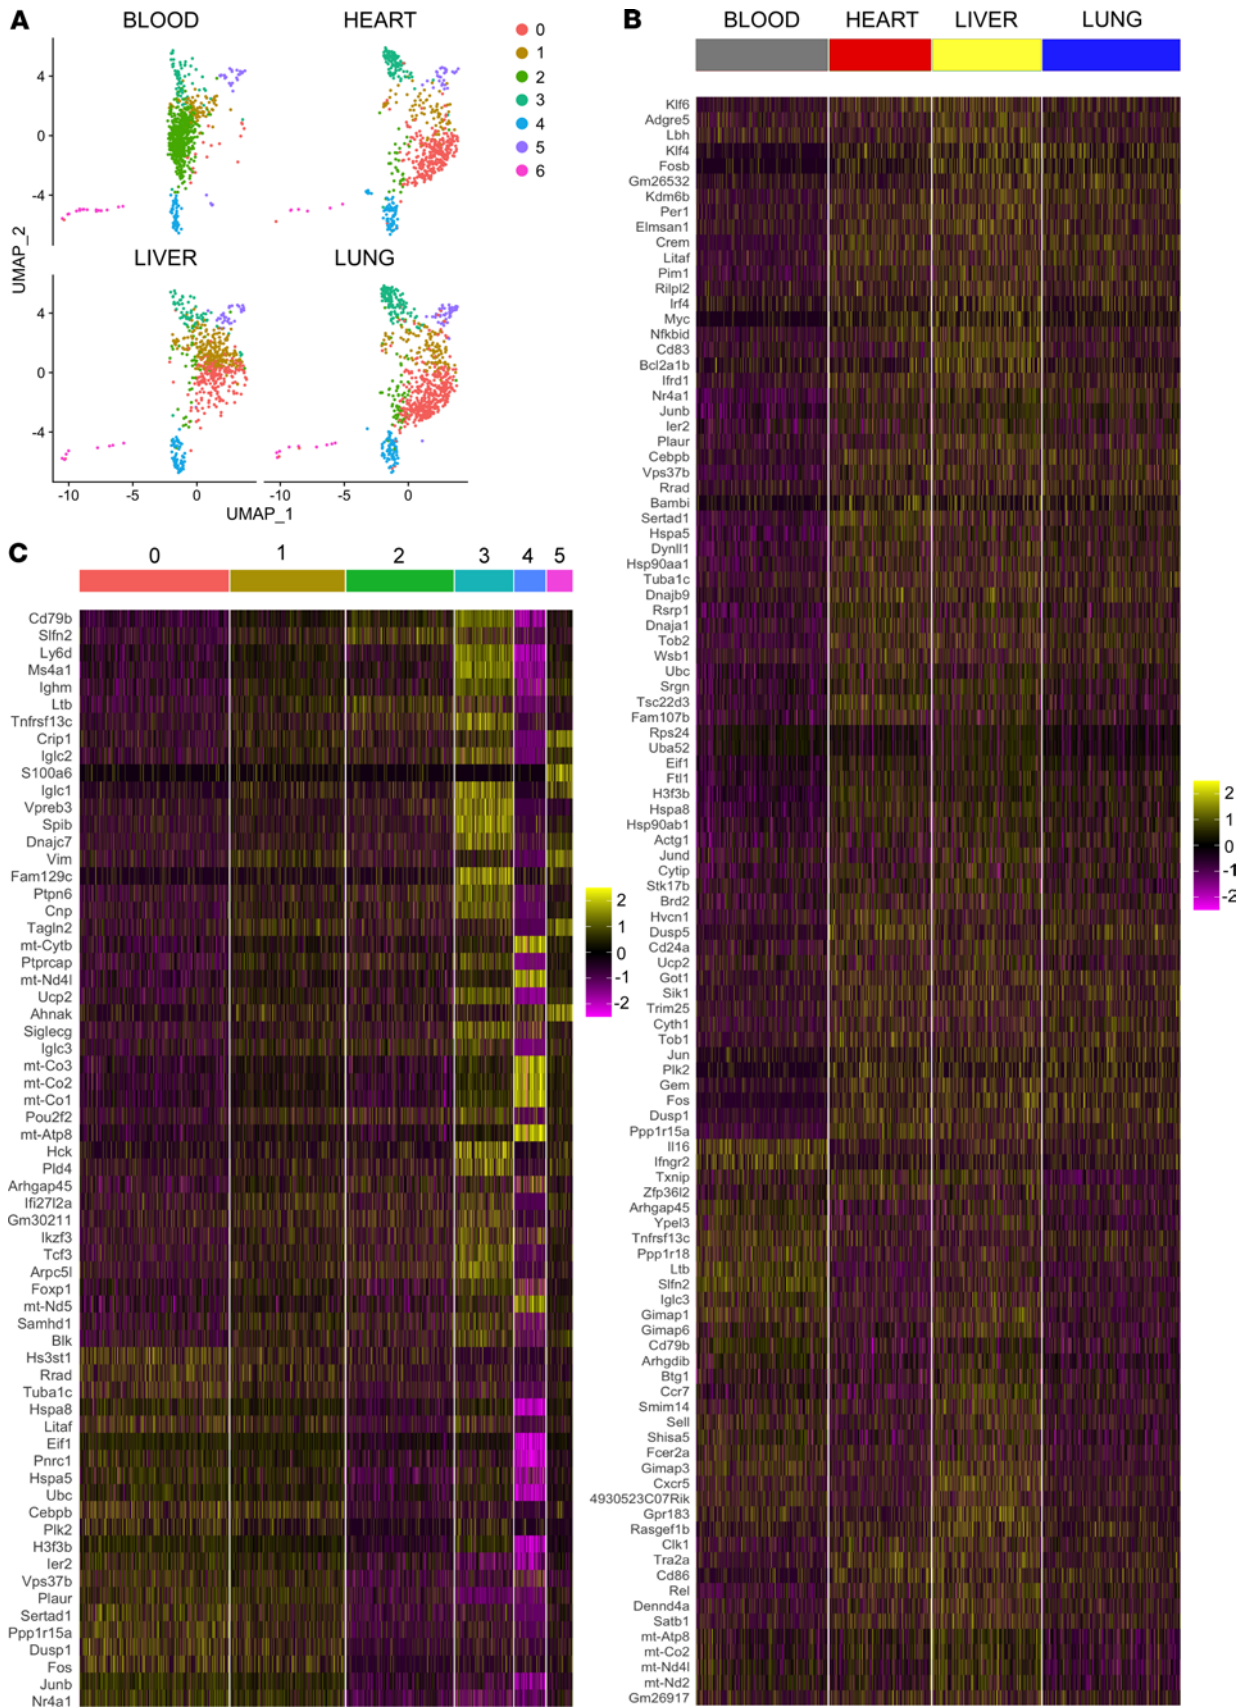 A
BLOOD
HEART
0
1
2
3
4
5
6
4
0
-4
LIVER
LUNG
4
0
-4
-10
-5
0
-10
-5
0
UMAP_2
UMAP_1
B
BLOOD
HEART
LIVER
LUNG
Klf6
Adgre5
Lbh
Klf4
Fosb
Gm26532
Kdm6b
Per1
Elmsan1
Crem
Litaf
Pim1
Rilpl2
Irf4
Myc
Nfkbid
Cd83
Bcl2a1b
Ifrd1
Nr4a1
Junb
Ier2
Plaur
Cebpb
Vps37b
Rrad
Bambi
Sertad1
Hspa5
Dynll1
Hsp90aa1
Tuba1c
Dnajb9
Rsrp1
Dnaja1
Tob2
Wsb1
Ubc
Srgn
Tsc22d3
Fam107b
Rps24
Uba52
Eif1
Ftl1
H3f3b
Hspa8
Hsp90ab1
Actg1
Jund
Cytip
Stk17b
Brd2
Hvcn1
Dusp5
Cd24a
Ucp2
Got1
Sik1
Trim25
Cyth1
Tob1
Jun
Plk2
Gem
Fos
Dusp1
Ppp1r15a
Il16
Ifngr2
Txnip
Zfp36l2
Arhgap45
Ypel3
Tnfrsf13c
Ppp1r18
Ltb
Slfn2
Iglc3
Gimap1
Gimap6
Cd79b
Arhgdib
Btg1
Ccr7
Smim14
Sell
Shisa5
Fcer2a
Gimap3
Cxcr5
4930523C07Rik
Gpr183
Rasgef1b
Clk1
Tra2a
Cd86
Rel
Dennd4a
Satb1
mt-Atp8
mt-Co2
mt-Nd4l
mt-Nd2
Gm26917
2
1
0
-1
-2
C
0
1
2
3
4
5
Cd79b
Slfn2
Ly6d
Ms4a1
Ighm
Ltb
Tnfrsf13c
Crip1
Iglc2
S100a6
Iglc1
Vpreb3
Spib
Dnajc7
Vim
Fam129c
Ptpn6
Cnp
Tagln2
mt-Cytb
Ptprcap
mt-Nd4l
Ucp2
Ahnak
Siglecg
Iglc3
mt-Co3
mt-Co2
mt-Co1
Pou2f2
mt-Atp8
Hck
Pld4
Arhgap45
Ifi27l2a
Gm30211
Ikzf3
Tcf3
Arpc5l
Foxp1
mt-Nd5
Samhd1
Blk
Hs3st1
Rrad
Tuba1c
Hspa8
Litaf
Eif1
Pnrc1
Hspa5
Ubc
Cebpb
Plk2
H3f3b
Ier2
Vps37b
Plaur
Sertad1
Ppp1r15a
Dusp1
Fos
Junb
Nr4a1
2
1
0
-1
-2